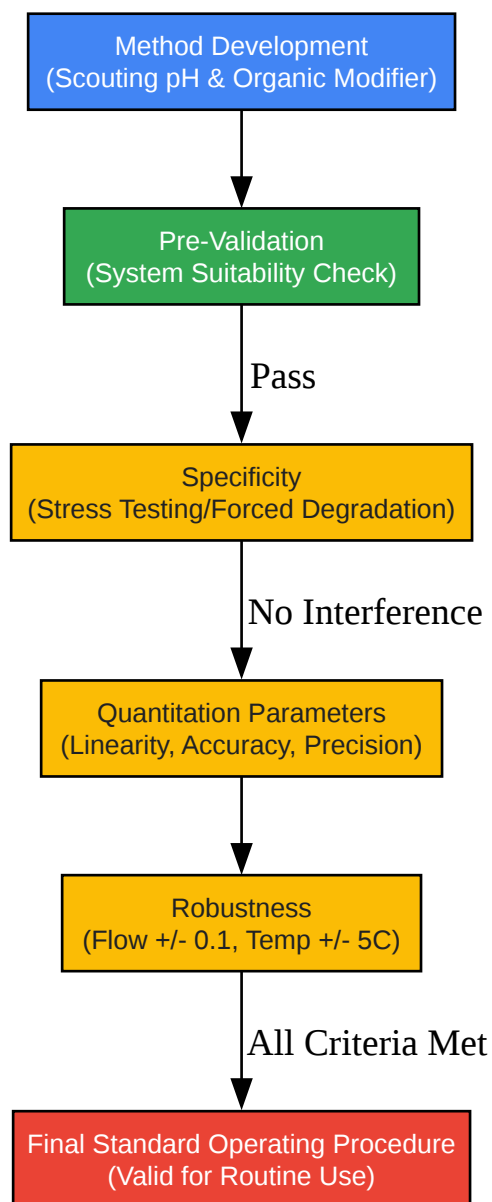 Method Development
(Scouting pH & Organic Modifier)
Pre-Validation
(System Suitability Check)
Pass
Specificity
(Stress Testing/Forced Degradation)
No Interference
Quantitation Parameters
(Linearity, Accuracy, Precision)
Robustness
(Flow +/- 0.1, Temp +/- 5C)
All Criteria Met
Final Standard Operating Procedure
(Valid for Routine Use)